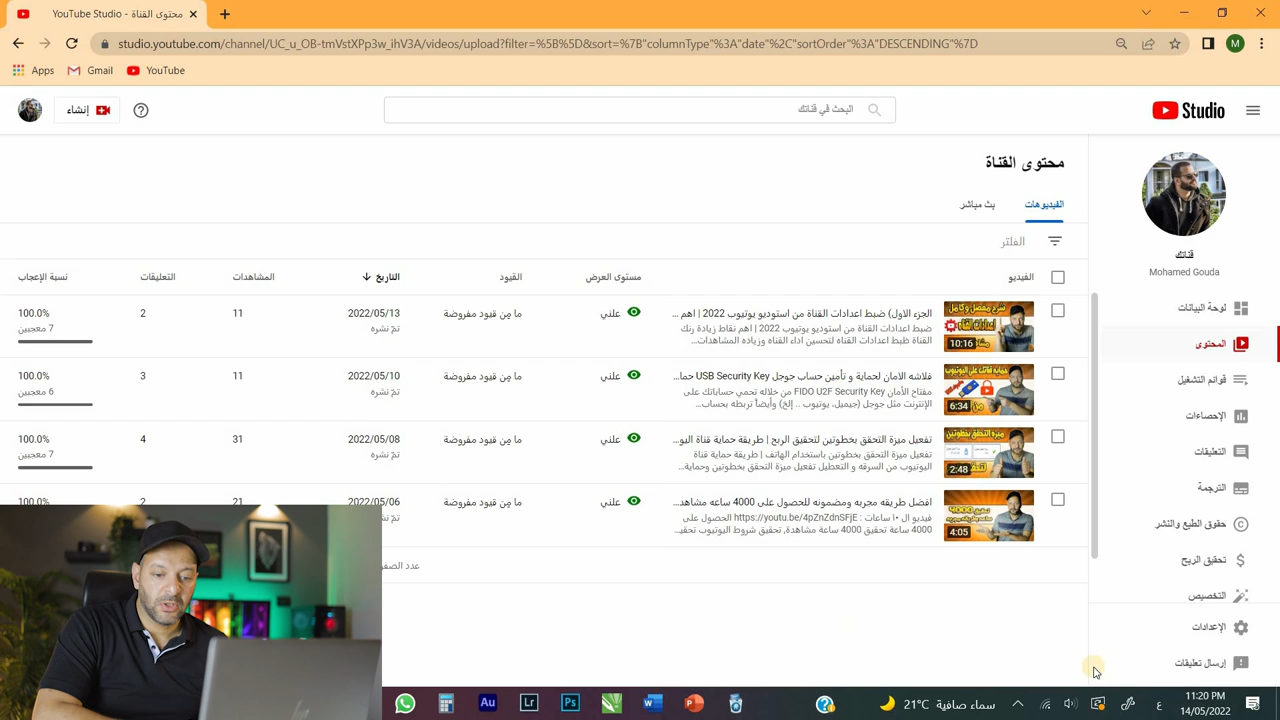 YouTube Studio - محتوى القناة
studio.youtube.com/channel/UC_u_OB-tmVstXPp3w_ihV3A/videos/upload?filter=%5B%5D&sort=%7B"columnType"%3A"date"%2C"sortOrder"%3A"DESCENDING"%7D
M
Apps Gmail YouTube
Studio
البحث في قناتك
إنشاء
محتوى القناة
الفيديوهات
بث مباشر
الفلتر
الفيديو مستوى العرض القيود التاريخ المشاهدات التعليقات نسبة الإعجاب
الجزء الاول) ضبط اعدادات القناة من استوديو يوتيوب 2022 | اهم ...
ضبط اعدادات القناة من استوديو يوتيوب 2022 | اهم نقاط زيادة رنك
القناة ظبط اعدادات القناه لتحسين اداء القناه وزياده المشاهدات...
10:16
علني ما مِن قيود مفروضة 2022/05/13 11 2 100.0%
تمّ نشره 7 معجبين
فلاشه الامان لحماية و تأمين حساب جوجل USB Security Key حما...
مفتاح الأمان FIDO U2F Security Key من خلاله تحمي حساباتك على
الإنترنت مثل جوجل (جيميل، يوتيوب .. إلخ) وأيضاً تربطه بحساب...
6:34
علني ما مِن قيود مفروضة 2022/05/10 11 3 100.0%
تمّ نشره 6 معجبين
تفعيل ميزة التحقق بخطوتين لتحقيق الربح | طريقة حماية قناة اليو...
تفعيل ميزة التحقق بخطوتين باستخدام الهاتف | طريقة حماية قناة
اليوتيوب من السرقه و التعطيل تفعيل ميزة التحقق بخطوتين وحماية...
2:48
علني ما مِن قيود مفروضة 2022/05/08 31 4 100.0%
تمّ نشره 7 معجبين
افضل طريقه مجربه ومضمونه للحصول على 4000 ساعه مشاهد...
فيديو ال ١٠ ساعات : https://youtu.be/4pZnZdnSFjE الحصول على
4000 ساعة تحقيق 4000 ساعة مشاهدة, تحقيق شروط اليوتيوب تحقيـ...
4:05
علني ما مِن قيود مفروضة 2022/05/06 21 2 100.0%
عدد الصفو
قناتك
Mohamed Gouda
لوحة البيانات
المحتوى
قوائم التشغيل
الإحصاءات
التعليقات
الترجمة
حقوق الطبع والنشر
تحقيق الربح
التخصيص
الإعدادات
إرسال تعليقات
Au Lr Ps
21°C سماء صافية
ع
11:20 PM
14/05/2022